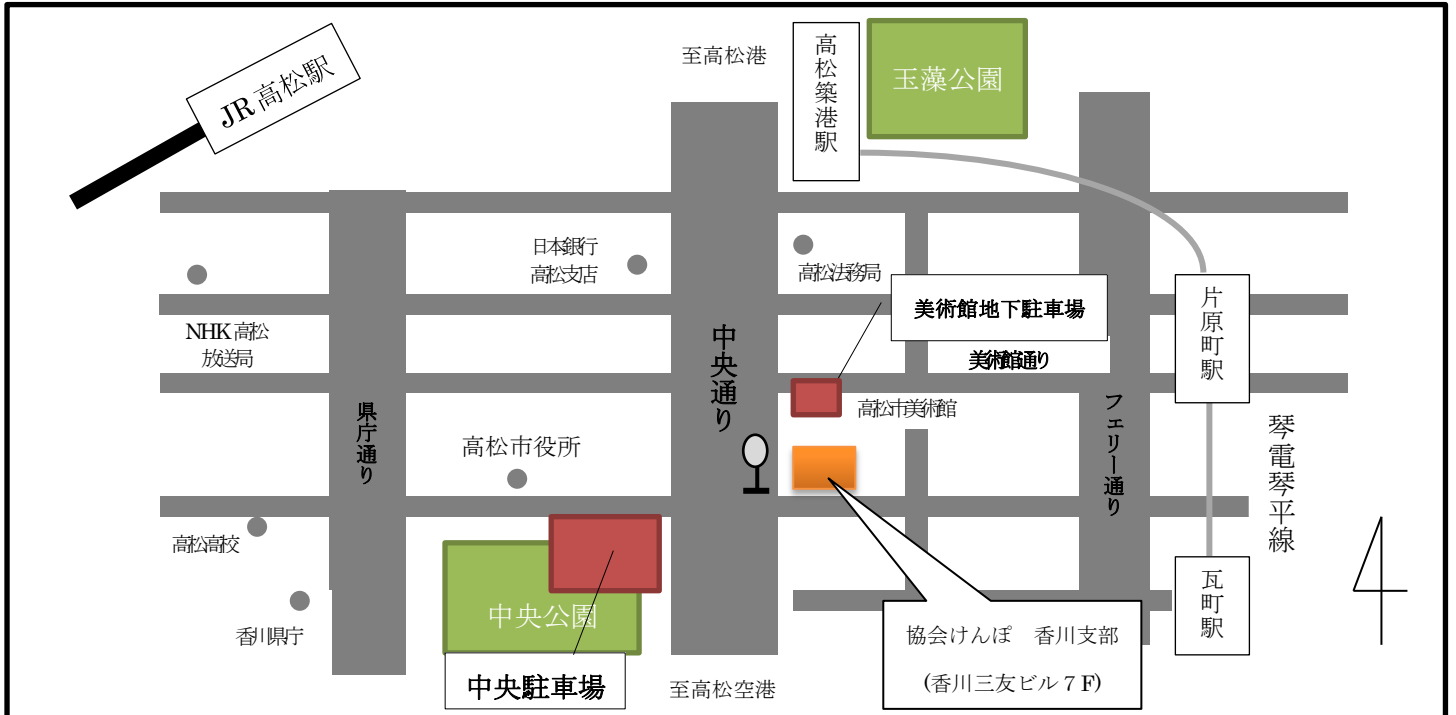 至高松港
高松築港駅
玉藻公園
JR高松駅
日本銀行
高松支店
高松法務局
美術館地下駐車場
片原町駅
NHK高松
放送局
中央通り
美術館通り
県庁通り
高松市美術館
フェリー通り
高松市役所
琴電琴平線
高松高校
香川県庁
中央公園
瓦町駅
協会けんぽ　香川支部
(香川三友ビル７F)
中央駐車場
至高松空港